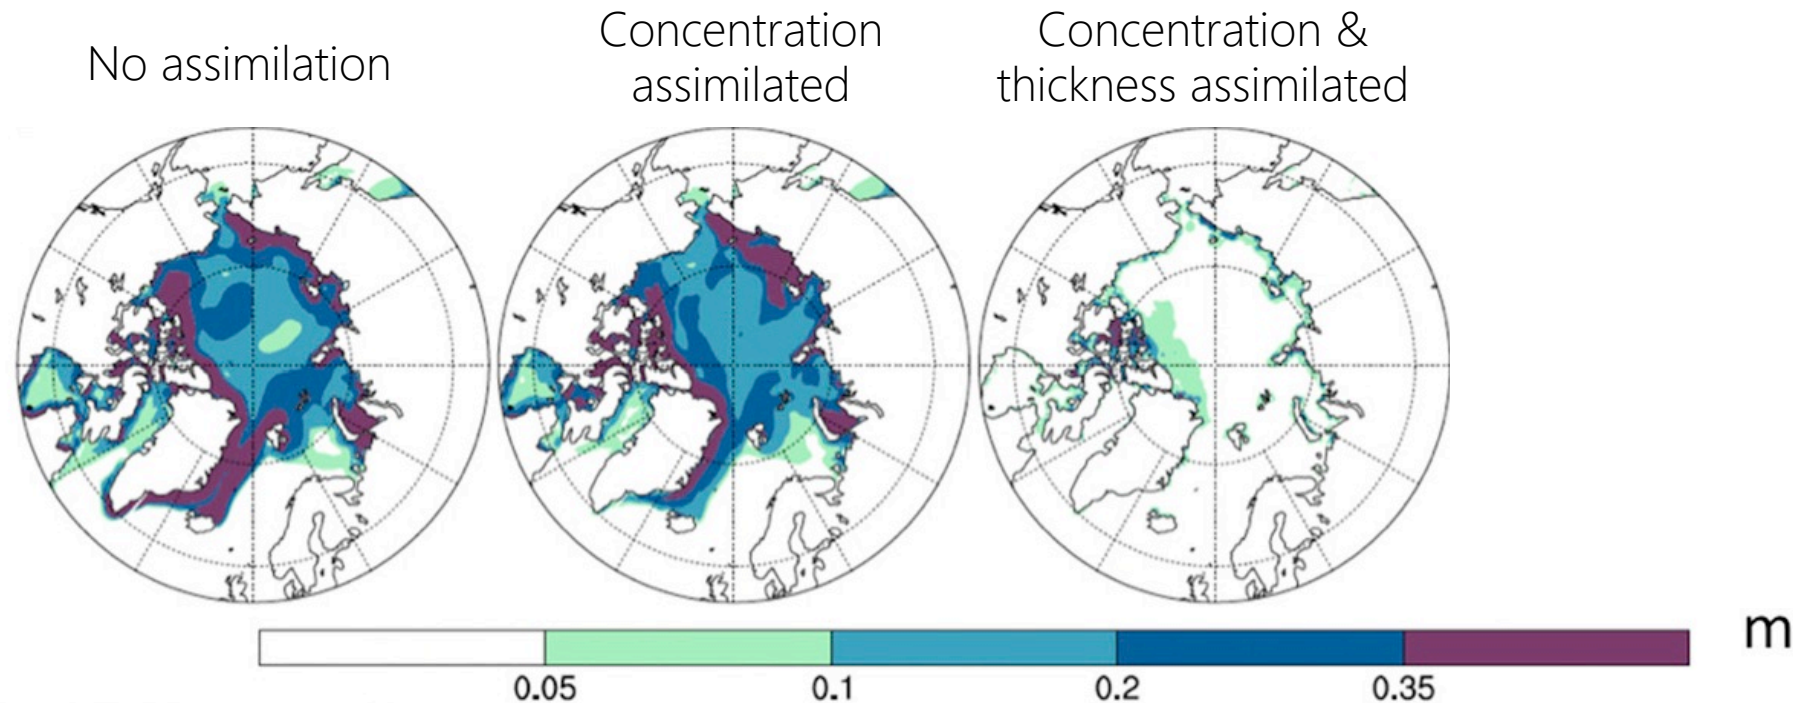 No assimilation
Concentration
assimilated
Concentration &
thickness assimilated
m
0.05
0.1
0.2
0.35